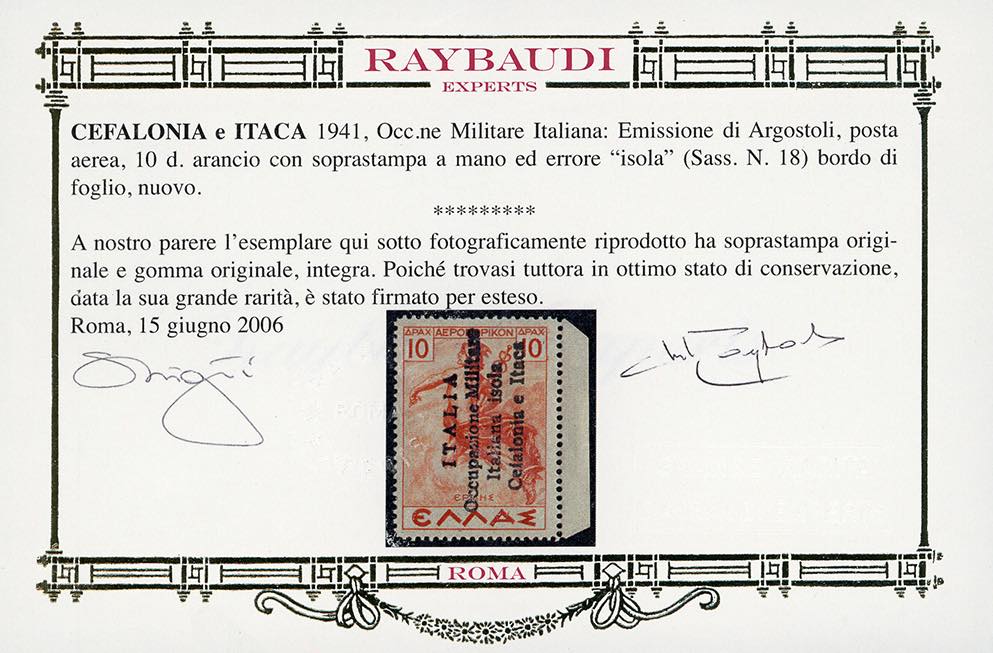 RAYBAUDI
EXPERTS
CEFALONIA e ITACA 1941, Occ.ne Militare Italiana: Emissione di Argostoli, posta
aerea, 10 d. arancio con soprastampa a mano ed errore “isola” (Sass. N. 18) bordo di
foglio, nuovo.
*********
A nostro parere l’esemplare qui sotto fotograficamente riprodotto ha soprastampa origi-
nale e gomma originale, integra. Poiché trovasi tuttora in ottimo stato di conservazione,
data la sua grande rarità, è stato firmato per esteso.
Roma, 15 giugno 2006
ΔΡΑΧ ΑΕΡΟΠΟΡΙΚΟΝ ΔΡΑΧ
10 10
ITALIA
Occupazione Militare
Italiana isola
Cefalonia e Itaca
ΕΡΜΗΣ
ΕΛΛΑΣ
ROMA